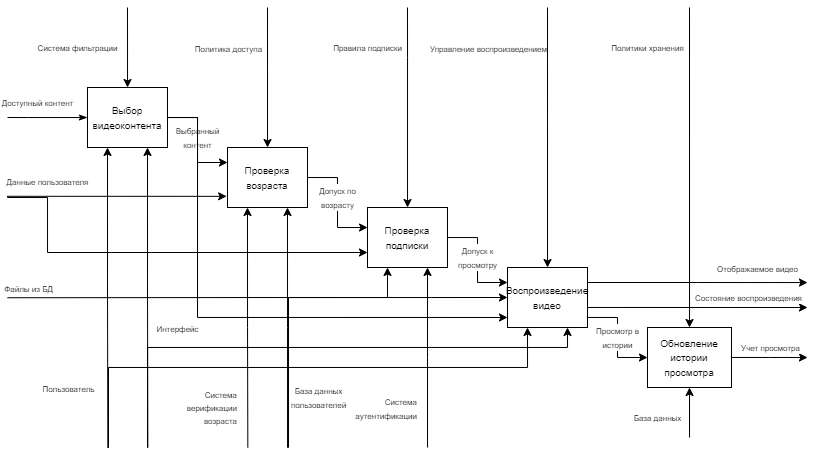 Система фильтрации
Политика доступа
Правила подписки
Управление воспроизведением
Политики хранения
Доступный контент
Выбор
видеоконтента
Выбранный
контент
Данные пользователя
Проверка
возраста
Допуск по
возрасту
Проверка
подписки
Допуск к
просмотру
Файлы из БД
Воспроизведение
видео
Отображаемое видео
Состояние воспроизведения
Интерфейс
Просмотр в
истории
Обновление
истории
просмотра
Учет просмотра
Пользователь
Система
верификации
возраста
База данных
пользователей
Система
аутентификации
База данных